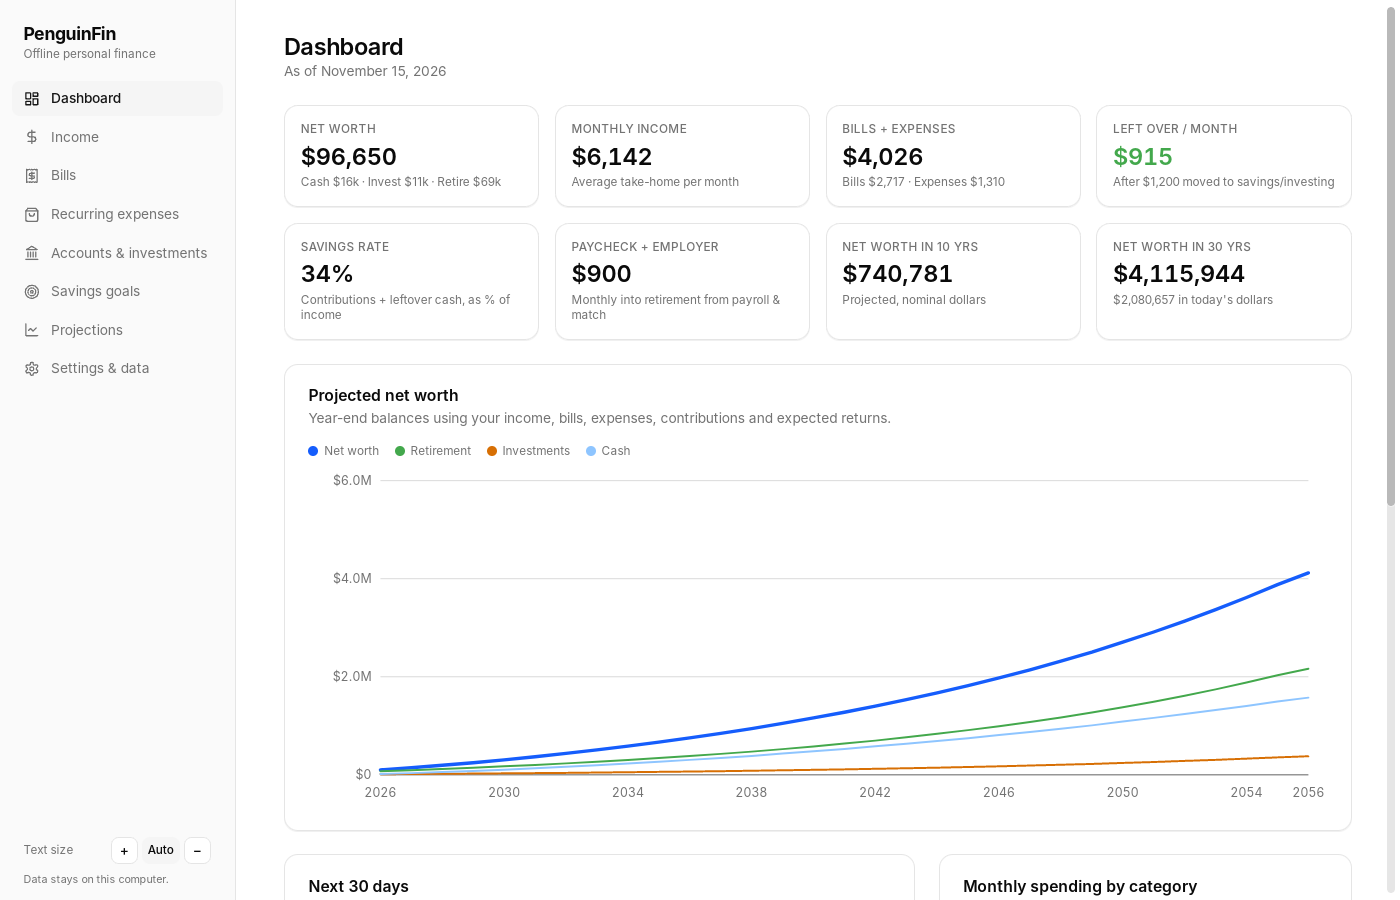 PenguinFin
Offline personal finance
Dashboard
Income
Bills
Recurring expenses
Accounts & investments
Savings goals
Projections
Settings & data
Text size
+
Auto
−
Data stays on this computer.
Dashboard
As of November 15, 2026
NET WORTH
$96,650
Cash $16k · Invest $11k · Retire $69k
MONTHLY INCOME
$6,142
Average take-home per month
BILLS + EXPENSES
$4,026
Bills $2,717 · Expenses $1,310
LEFT OVER / MONTH
$915
After $1,200 moved to savings/investing
SAVINGS RATE
34%
Contributions + leftover cash, as % of
income
PAYCHECK + EMPLOYER
$900
Monthly into retirement from payroll &
match
NET WORTH IN 10 YRS
$740,781
Projected, nominal dollars
NET WORTH IN 30 YRS
$4,115,944
$2,080,657 in today's dollars
Projected net worth
Year-end balances using your income, bills, expenses, contributions and expected returns.
Net worth Retirement Investments Cash
$6.0M
$4.0M
$2.0M
$0
2026 2030 2034 2038 2042 2046 2050 2054 2056
Next 30 days
Monthly spending by category